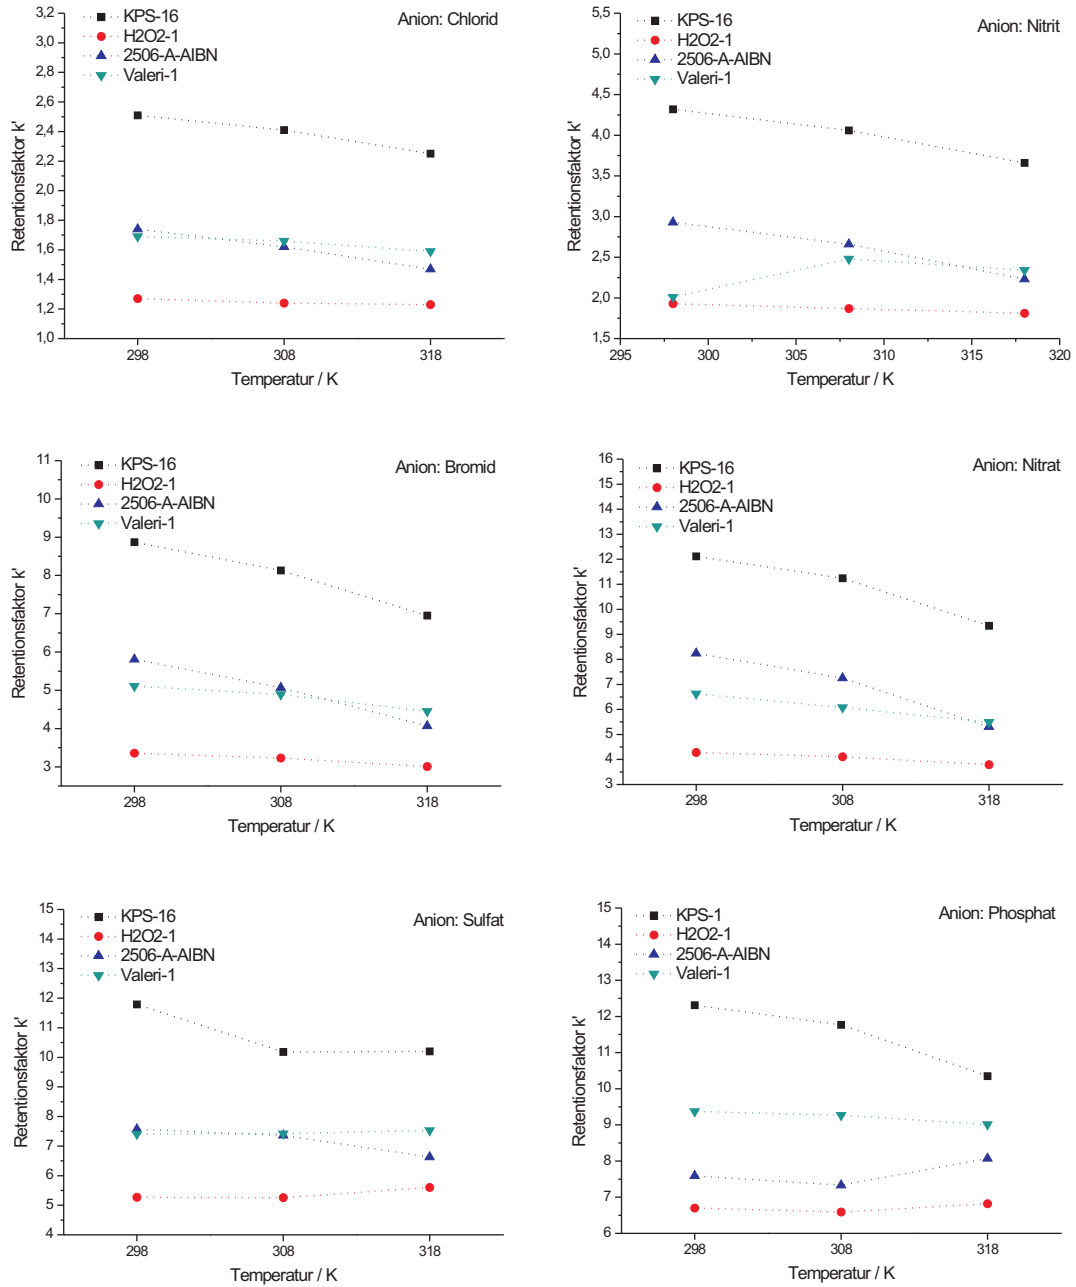 Anion: Chlorid
KPS-16
H2O2-1
2506-A-AIBN
Valeri-1
Retentionsfaktor k'
3,2
3,0
2,8
2,6
2,4
2,2
2,0
1,8
1,6
1,4
1,2
1,0
298
308
318
Temperatur / K
Anion: Nitrit
KPS-16
H2O2-1
2506-A-AIBN
Valeri-1
Retentionsfaktor k'
5,5
5,0
4,5
4,0
3,5
3,0
2,5
2,0
1,5
295
300
305
310
315
320
Temperatur / K
Anion: Bromid
KPS-16
H2O2-1
2506-A-AIBN
Valeri-1
Retentionsfaktor k'
11
10
9
8
7
6
5
4
3
298
308
318
Temperatur / K
Anion: Nitrat
KPS-16
H2O2-1
2506-A-AIBN
Valeri-1
Retentionsfaktor k'
16
15
14
13
12
11
10
9
8
7
6
5
4
3
298
308
318
Temperatur / K
Anion: Sulfat
KPS-16
H2O2-1
2506-A-AIBN
Valeri-1
Retentionsfaktor k'
15
14
13
12
11
10
9
8
7
6
5
4
298
308
318
Temperatur / K
Anion: Phosphat
KPS-1
H2O2-1
2506-A-AIBN
Valeri-1
Retentionsfaktor k'
15
14
13
12
11
10
9
8
7
6
298
308
318
Temperatur / K